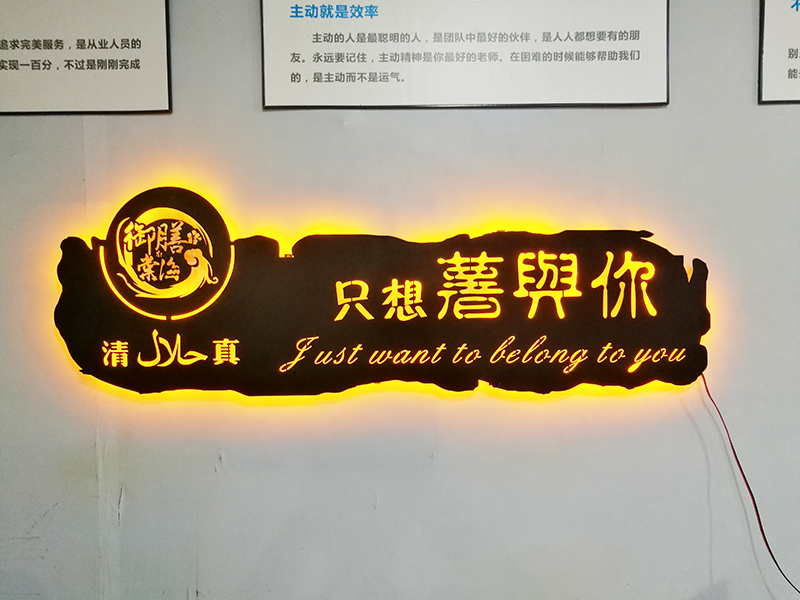 追求完美服务，是从业人员的
实现一百分，不过是刚刚完成
主动就是效率
主动的人是最聪明的人，是团队中最好的伙伴，是人人都想要有的朋
友。永远要记住，主动精神是你最好的老师。在困难的时候能够帮助我们
的，是主动而不是运气。
别
能
御膳
棠海
只想薯與你
清 حلال 真
Just want to belong to you